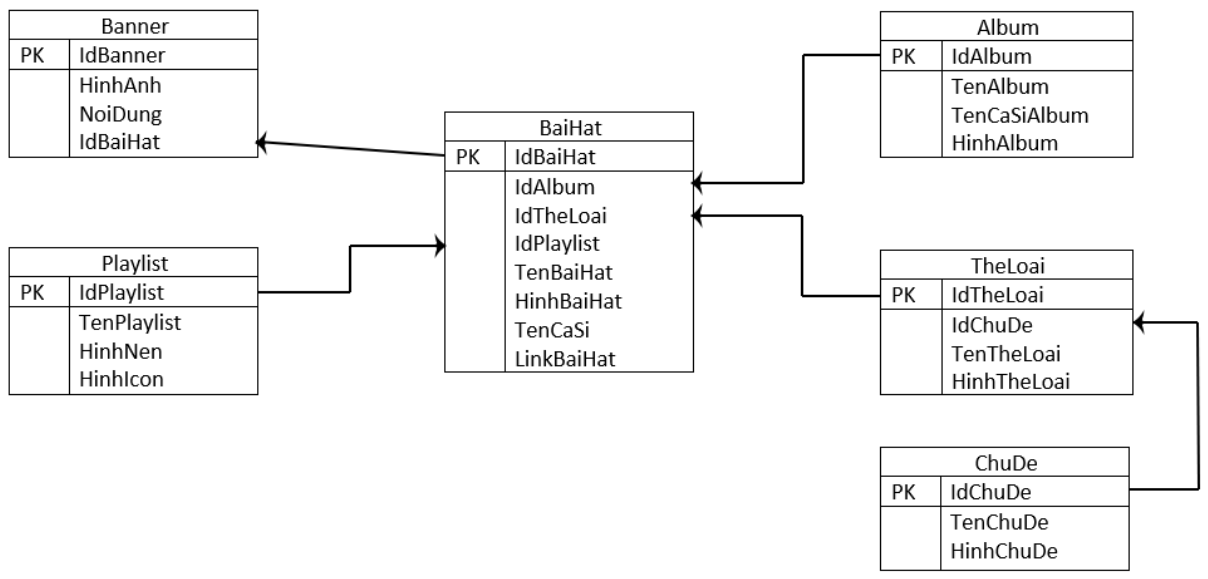 Banner
PK IdBanner
HinhAnh
NoiDung
IdBaiHat
Playlist
PK IdPlaylist
TenPlaylist
HinhNen
HinhIcon
BaiHat
PK IdBaiHat
IdAlbum
IdTheLoai
IdPlaylist
TenBaiHat
HinhBaiHat
TenCaSi
LinkBaiHat
Album
PK IdAlbum
TenAlbum
TenCaSiAlbum
HinhAlbum
TheLoai
PK IdTheLoai
IdChuDe
TenTheLoai
HinhTheLoai
ChuDe
PK IdChuDe
TenChuDe
HinhChuDe